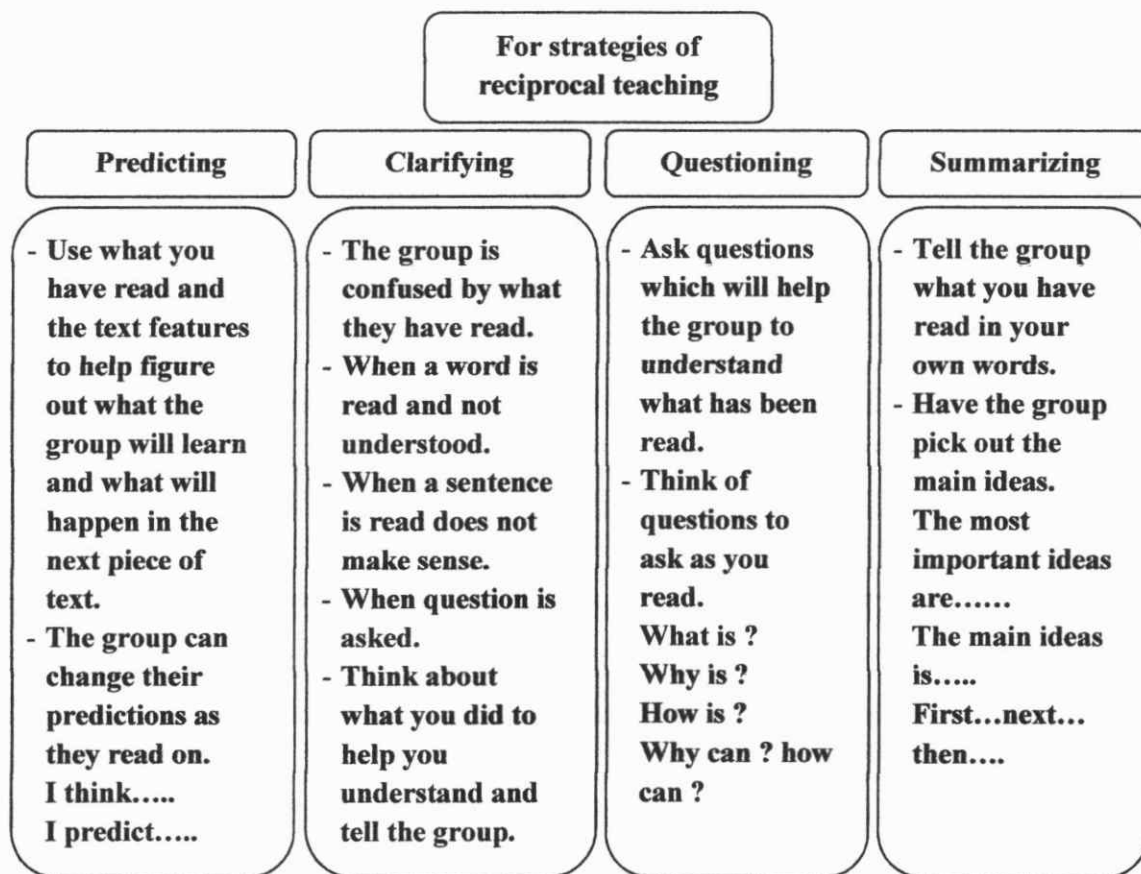 For strategies of
reciprocal teaching
Predicting
Clarifying
Questioning
Summarizing
- Use what you
have read and
the text features
to help figure
out what the
group will learn
and what will
happen in the
next piece of
text.
- The group can
change their
predictions as
they read on.
I think.....
I predict.....
- The group is
confused by what
they have read.
- When a word is
read and not
understood.
- When a sentence
is read does not
make sense.
- When question is
asked.
- Think about
what you did to
help you
understand and
tell the group.
- Ask questions
which will help
the group to
understand
what has been
read.
- Think of
questions to
ask as you
read.
What is ?
Why is ?
How is ?
Why can ? how
can ?
- Tell the group
what you have
read in your
own words.
- Have the group
pick out the
main ideas.
The most
important ideas
are......
The main ideas
is.....
First...next...
then....